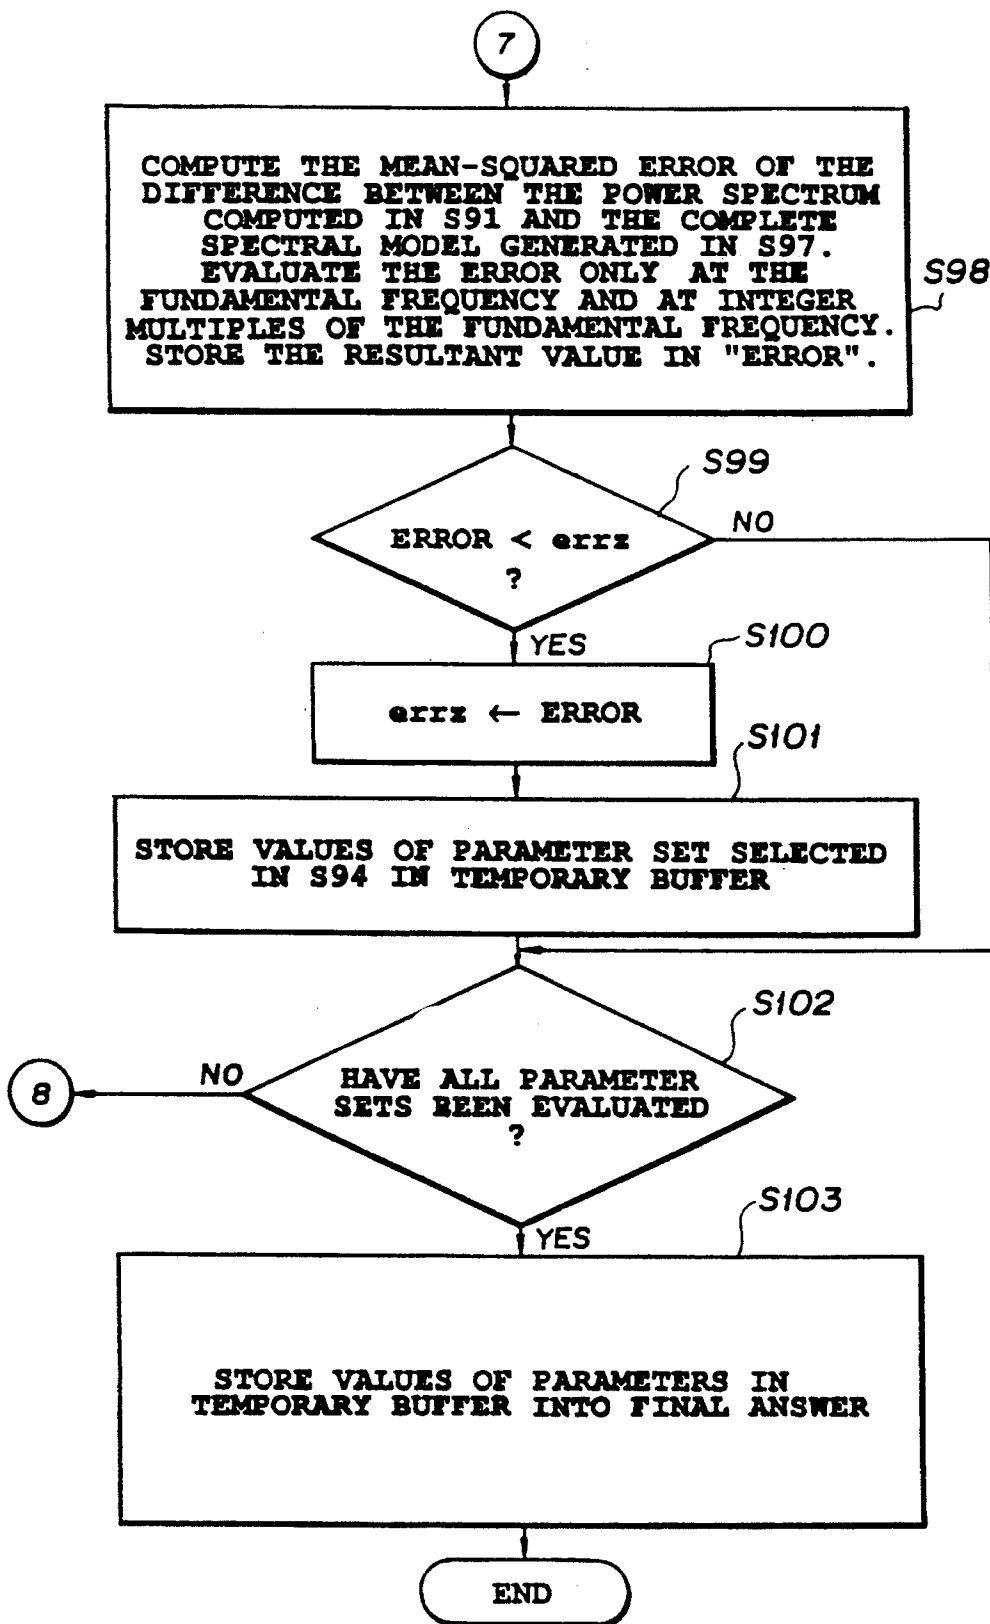 7
COMPUTE THE MEAN-SQUARED ERROR OF THE
DIFFERENCE BETWEEN THE POWER SPECTRUM
COMPUTED IN S91 AND THE COMPLETE
SPECTRAL MODEL GENERATED IN S97.
EVALUATE THE ERROR ONLY AT THE
FUNDAMENTAL FREQUENCY AND AT INTEGER
MULTIPLES OF THE FUNDAMENTAL FREQUENCY.
STORE THE RESULTANT VALUE IN "ERROR".
S98
S99
ERROR < errz
?
NO
YES
S100
errz ← ERROR
S101
STORE VALUES OF PARAMETER SET SELECTED
IN S94 IN TEMPORARY BUFFER
S102
HAVE ALL PARAMETER
SETS BEEN EVALUATED
?
NO
8
YES
S103
STORE VALUES OF PARAMETERS IN
TEMPORARY BUFFER INTO FINAL ANSWER
END